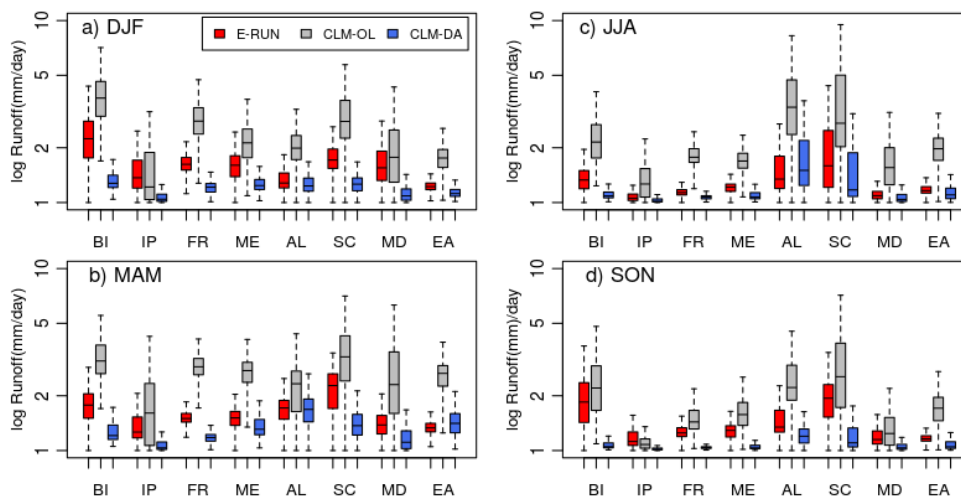 a) DJF
E-RUN CLM-OL CLM-DA
log Runoff(mm/day)
10
5
2
1
BI IP FR ME AL SC MD EA
c) JJA
log Runoff(mm/day)
10
5
2
1
BI IP FR ME AL SC MD EA
b) MAM
log Runoff(mm/day)
10
5
2
1
BI IP FR ME AL SC MD EA
d) SON
log Runoff(mm)/day)
10
5
2
1
BI IP FR ME AL SC MD EA